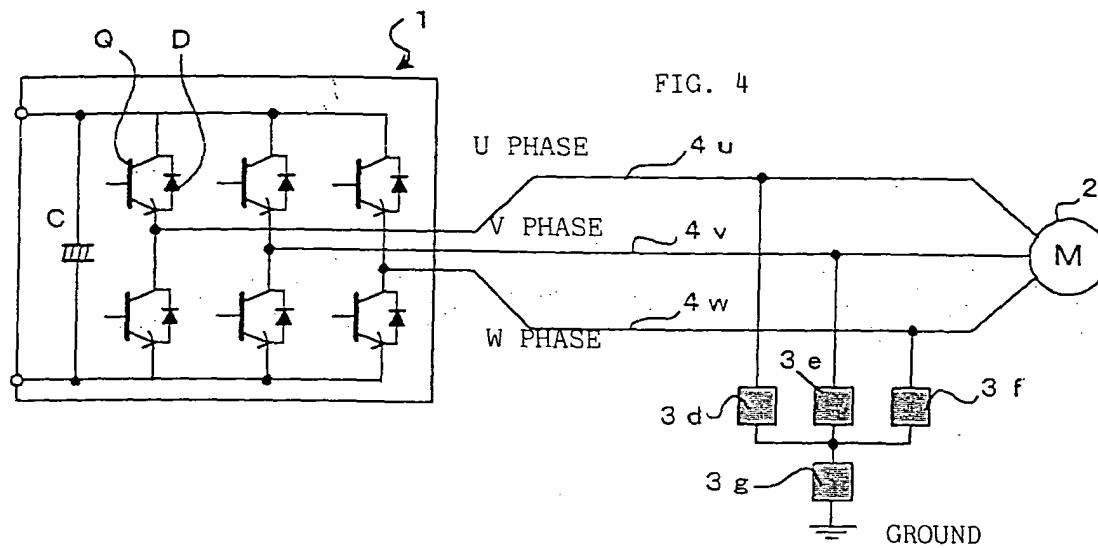 1
Q
D
FIG. 4
U PHASE
4 u
C
V PHASE
4 v
2
M
W PHASE
4 w
3 e
3 d
3 f
3 g
GROUND